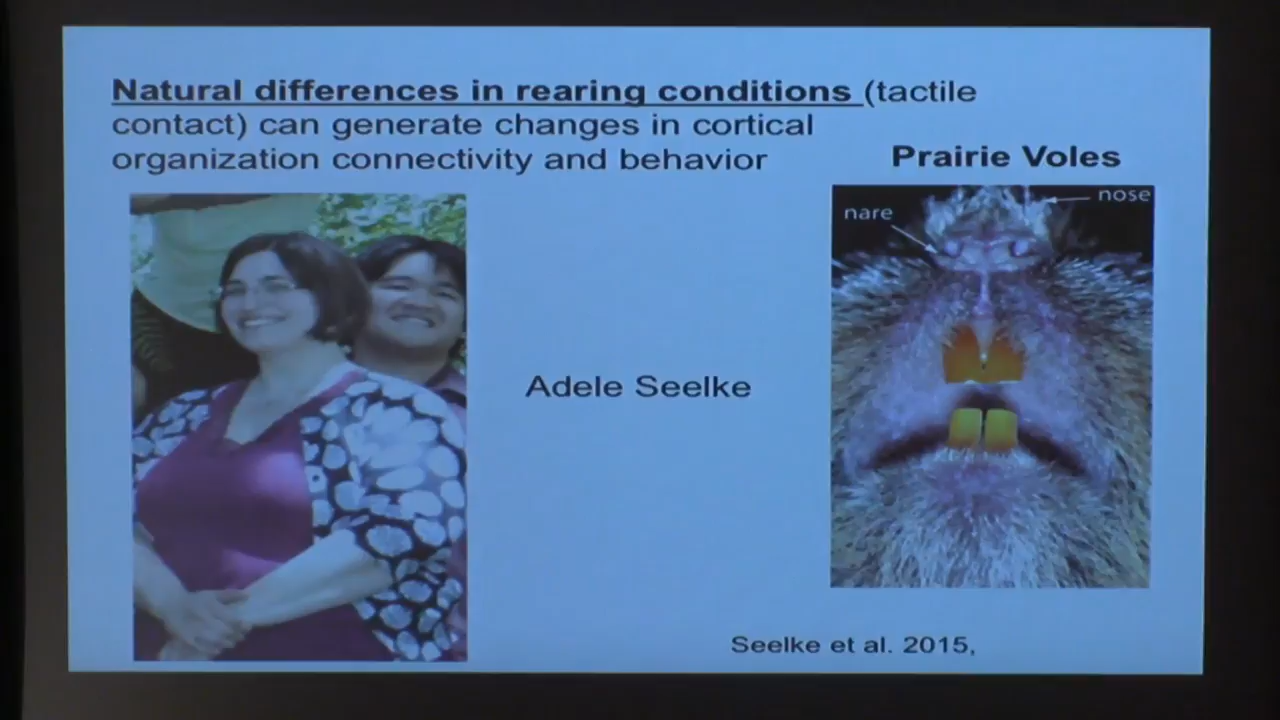 Natural differences in rearing conditions (tactile
contact) can generate changes in cortical
organization connectivity and behavior
Prairie Voles
nose
nare
Adele Seelke
Seelke et al. 2015,